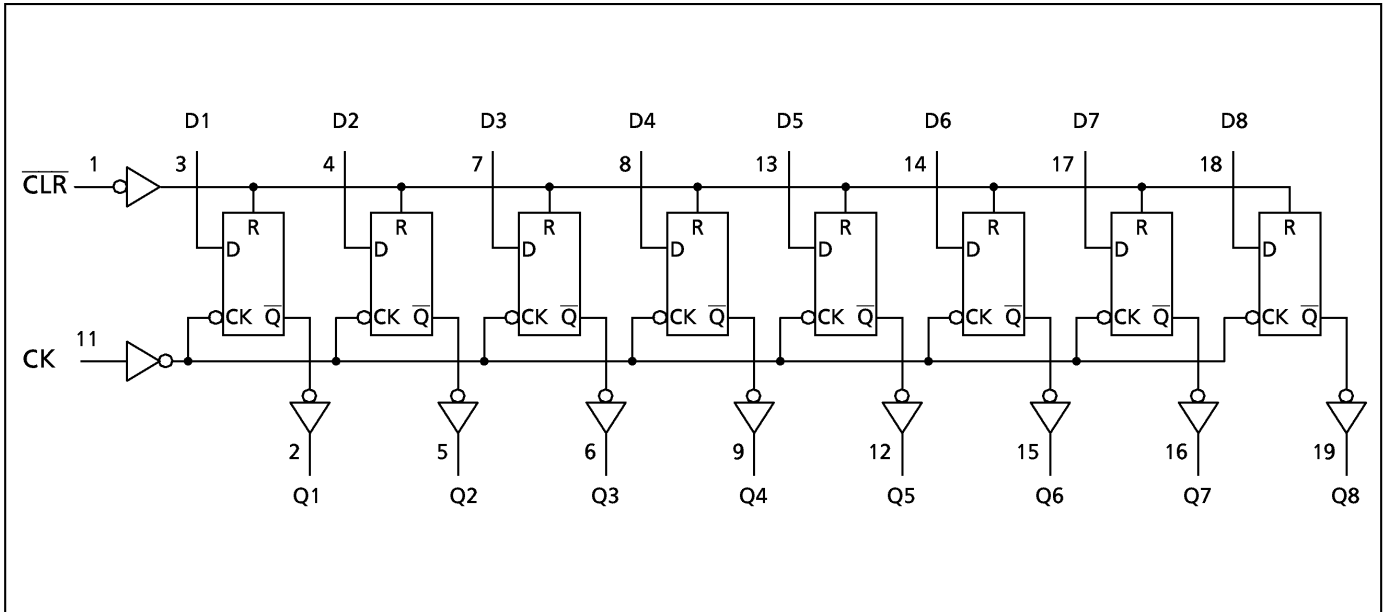 D1 D2 D3 D4 D5 D6 D7 D8
1 3 4 7 8 13 14 17 18
C̅L̅R̅
R R R R R R R R
D D D D D D D D
CK Q̅ CK Q̅ CK Q̅ CK Q̅ CK Q̅ CK Q̅ CK Q̅ CK Q̅
11
CK
2 5 6 9 12 15 16 19
Q1 Q2 Q3 Q4 Q5 Q6 Q7 Q8